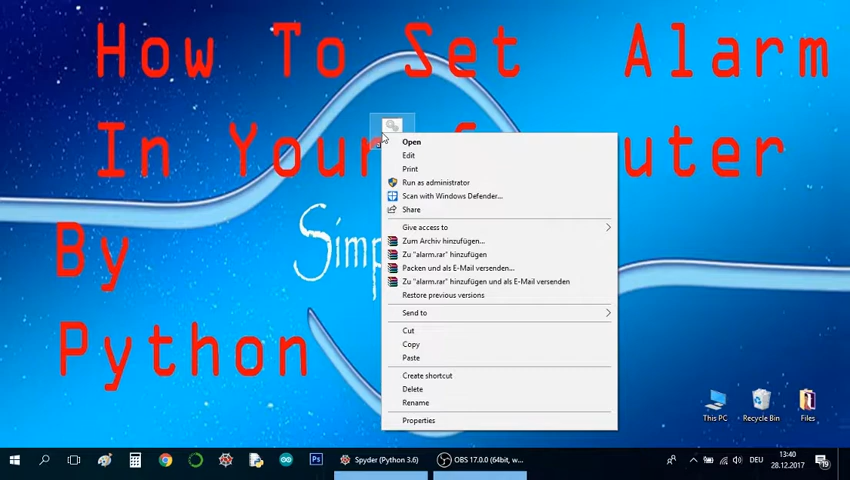 How To Set Alarm
In Your
By
Python
Open
Edit
Print
Run as administrator
Scan with Windows Defender...
Share
Give access to
Zum Archiv hinzufügen...
Zu "alarm.rar" hinzufügen
Packen und als E-Mail versenden...
Zu "alarm.rar" hinzufügen und als E-Mail versenden
Restore previous versions
Send to
Cut
Copy
Paste
Create shortcut
Delete
Rename
Properties
This PC
Recycle Bin
Files
Spyder (Python 3.6)
OBS 17.0.0 (64bit, w...
DEU
13:40
28.12.2017
19